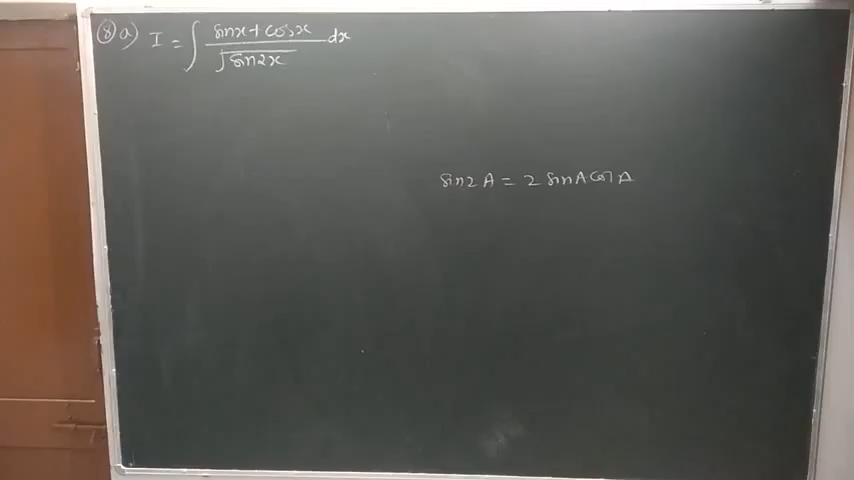 ⑧ a) I = ∫ (sinx + cosx) / √(sin2x) dx
sin2A = 2 sinA cosA